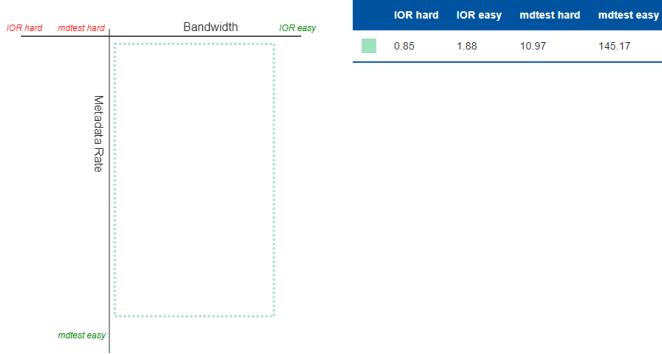 IOR hard mdtest hard Bandwidth IOR easy
Metadata Rate
mdtest easy
IOR hard IOR easy mdtest hard mdtest easy
0.85 1.88 10.97 145.17